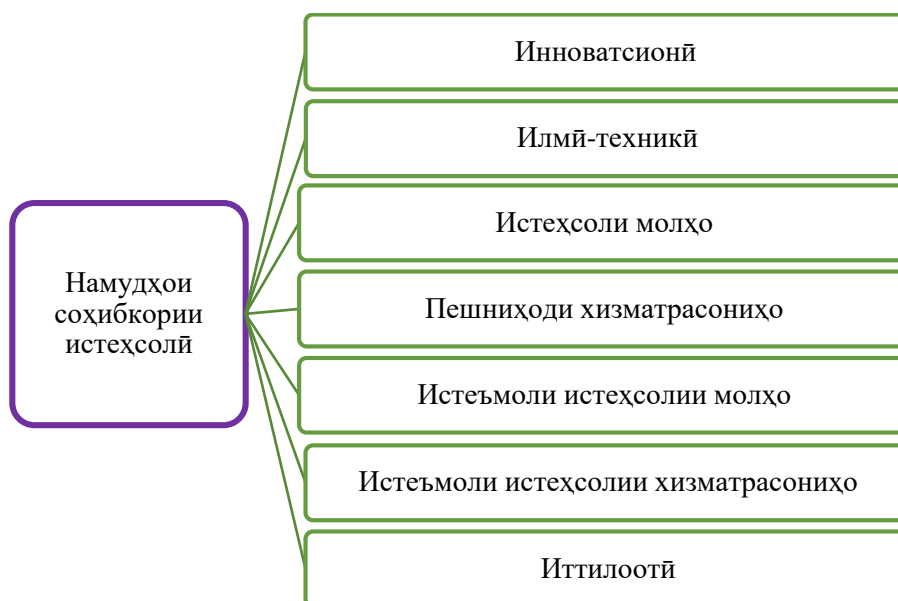 Инноватсионӣ
Илмӣ-техникӣ
Истеҳсоли молҳо
Пешниҳоди хизматрасониҳо
Истеъмоли истеҳсолии молҳо
Истеъмоли истеҳсолии хизматрасониҳо
Иттилоотӣ
Намудҳои
соҳибкории
истеҳсолӣ